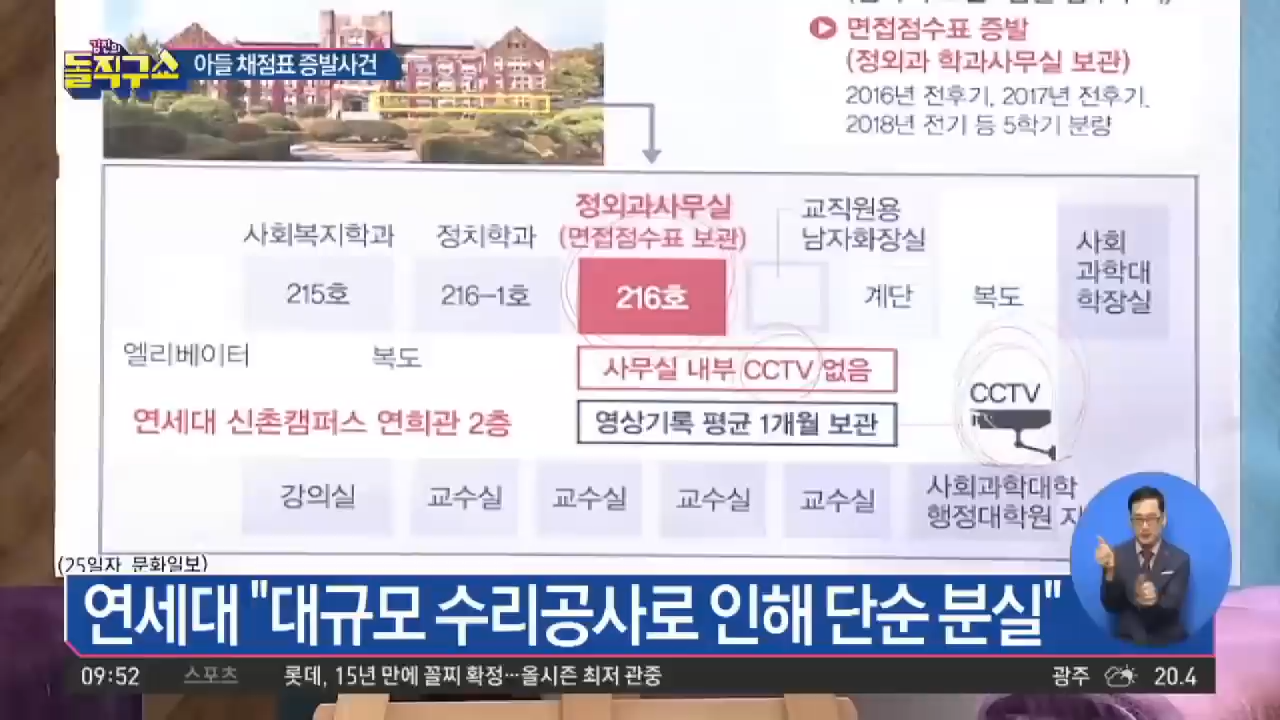 김진의
돌직구쇼
아들 채점표 증발사건
면접점수표 증발
(정외과 학과사무실 보관)
2016년 전후기, 2017년 전후기,
2018년 전기 등 5학기 분량
사회복지학과
정치학과
정외과사무실
(면접점수표 보관)
교직원용
남자화장실
사회
과학대
학장실
215호
216-1호
216호
계단
복도
엘리베이터
복도
사무실 내부 CCTV 없음
CCTV
연세대 신촌캠퍼스 연희관 2층
영상기록 평균 1개월 보관
강의실
교수실
교수실
교수실
교수실
사회과학대학
행정대학원
(25일자 문화일보)
연세대 "대규모 수리공사로 인해 단순 분실"
09:52
스포츠
롯데, 15년 만에 꼴찌 확정…올시즌 최저 관중
광주
20.4